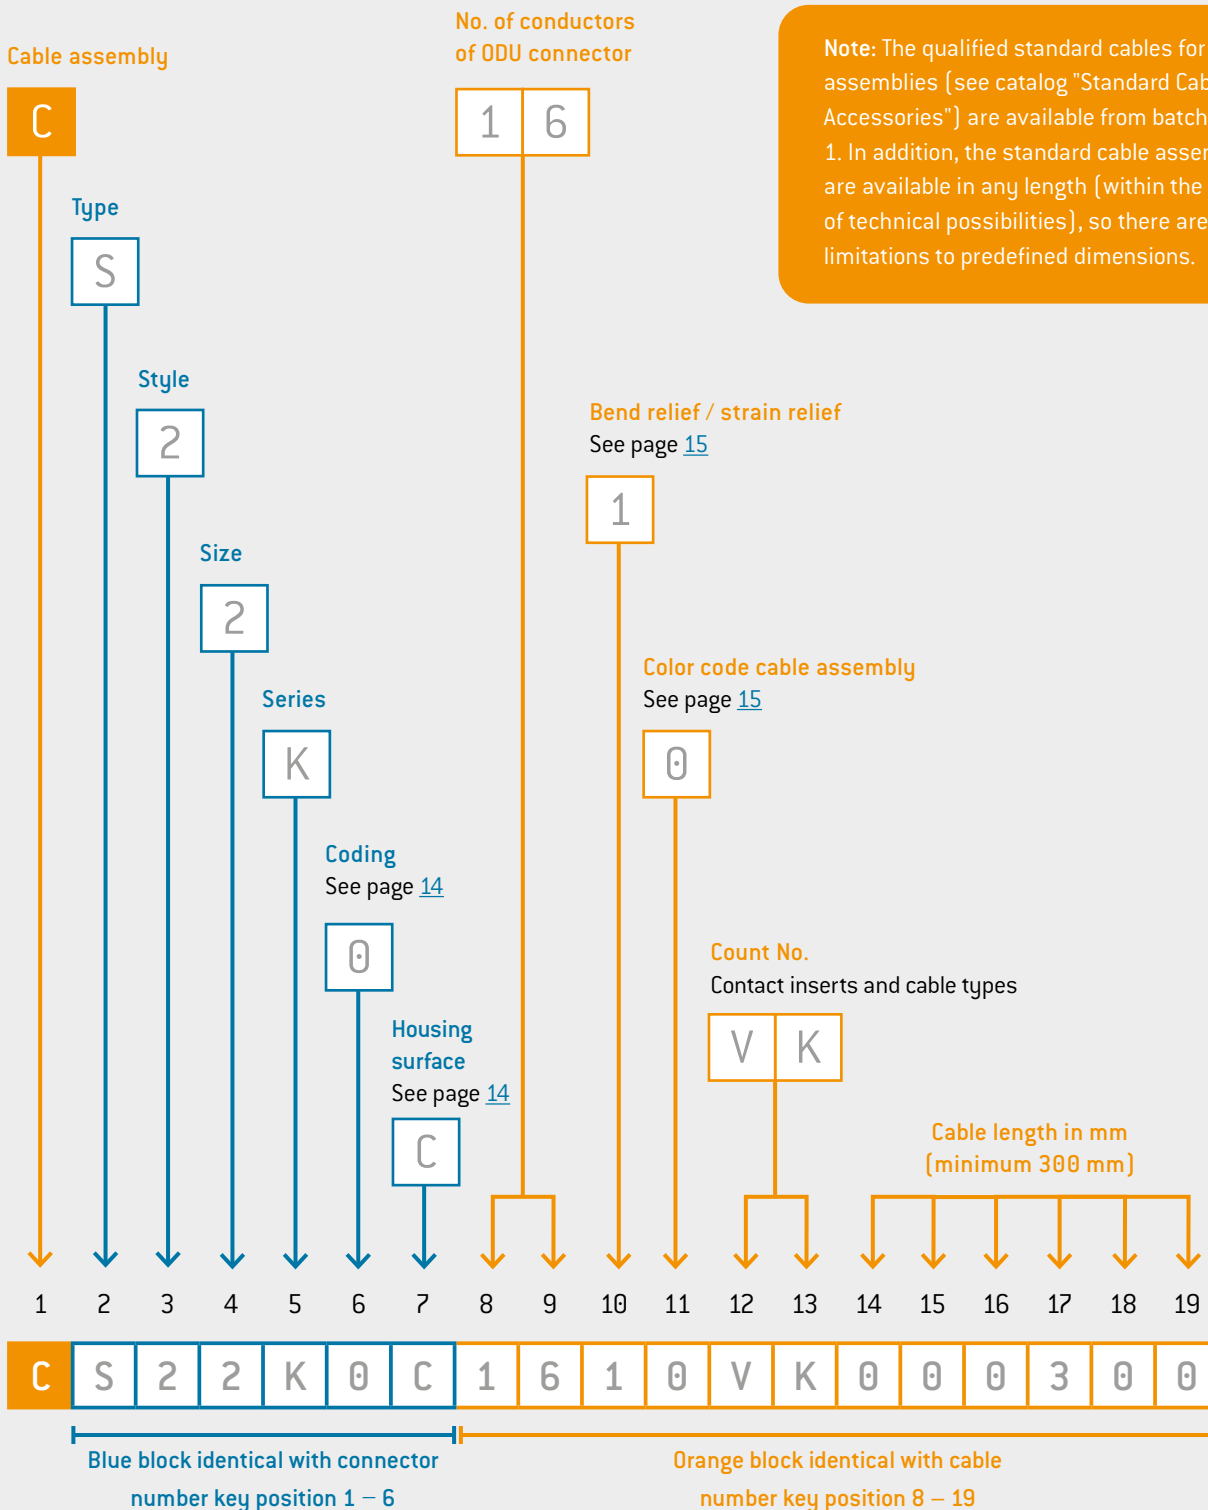 Cable assembly
C
No. of conductors
of ODU connector
1 6
Note: The qualified standard cables for
assemblies (see catalog "Standard
Accessories") are available from batch
1. In addition, the standard cable
are available in any length (within the
of technical possibilities), so there are
limitations to predefined dimensions.
Type
S
Style
2
Bend relief / strain relief
See page 15
1
Size
2
Color code cable assembly
See page 15
0
Series
K
Coding
See page 14
0
Count No.
Contact inserts and cable types
V K
Housing
surface
See page 14
C
Cable length in mm
(minimum 300 mm)
1 2 3 4 5 6 7 8 9 10 11 12 13 14 15 16 17 18 19
C S 2 2 K 0 C 1 6 1 0 V K 0 0 0 3 0 0
Blue block identical with connector
number key position 1 – 6
Orange block identical with cable
number key position 8 – 19